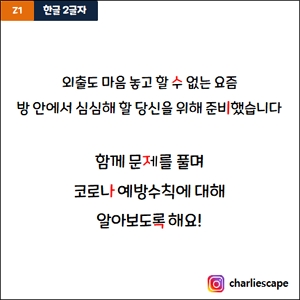 Z1 한글 2글자
외출도 마음 놓고 할 수 없는 요즘
방 안에서 심심해 할 당신을 위해 준비했습니다
함께 문제를 풀며
코로나 예방수칙에 대해
알아보도록 해요!
charliescape